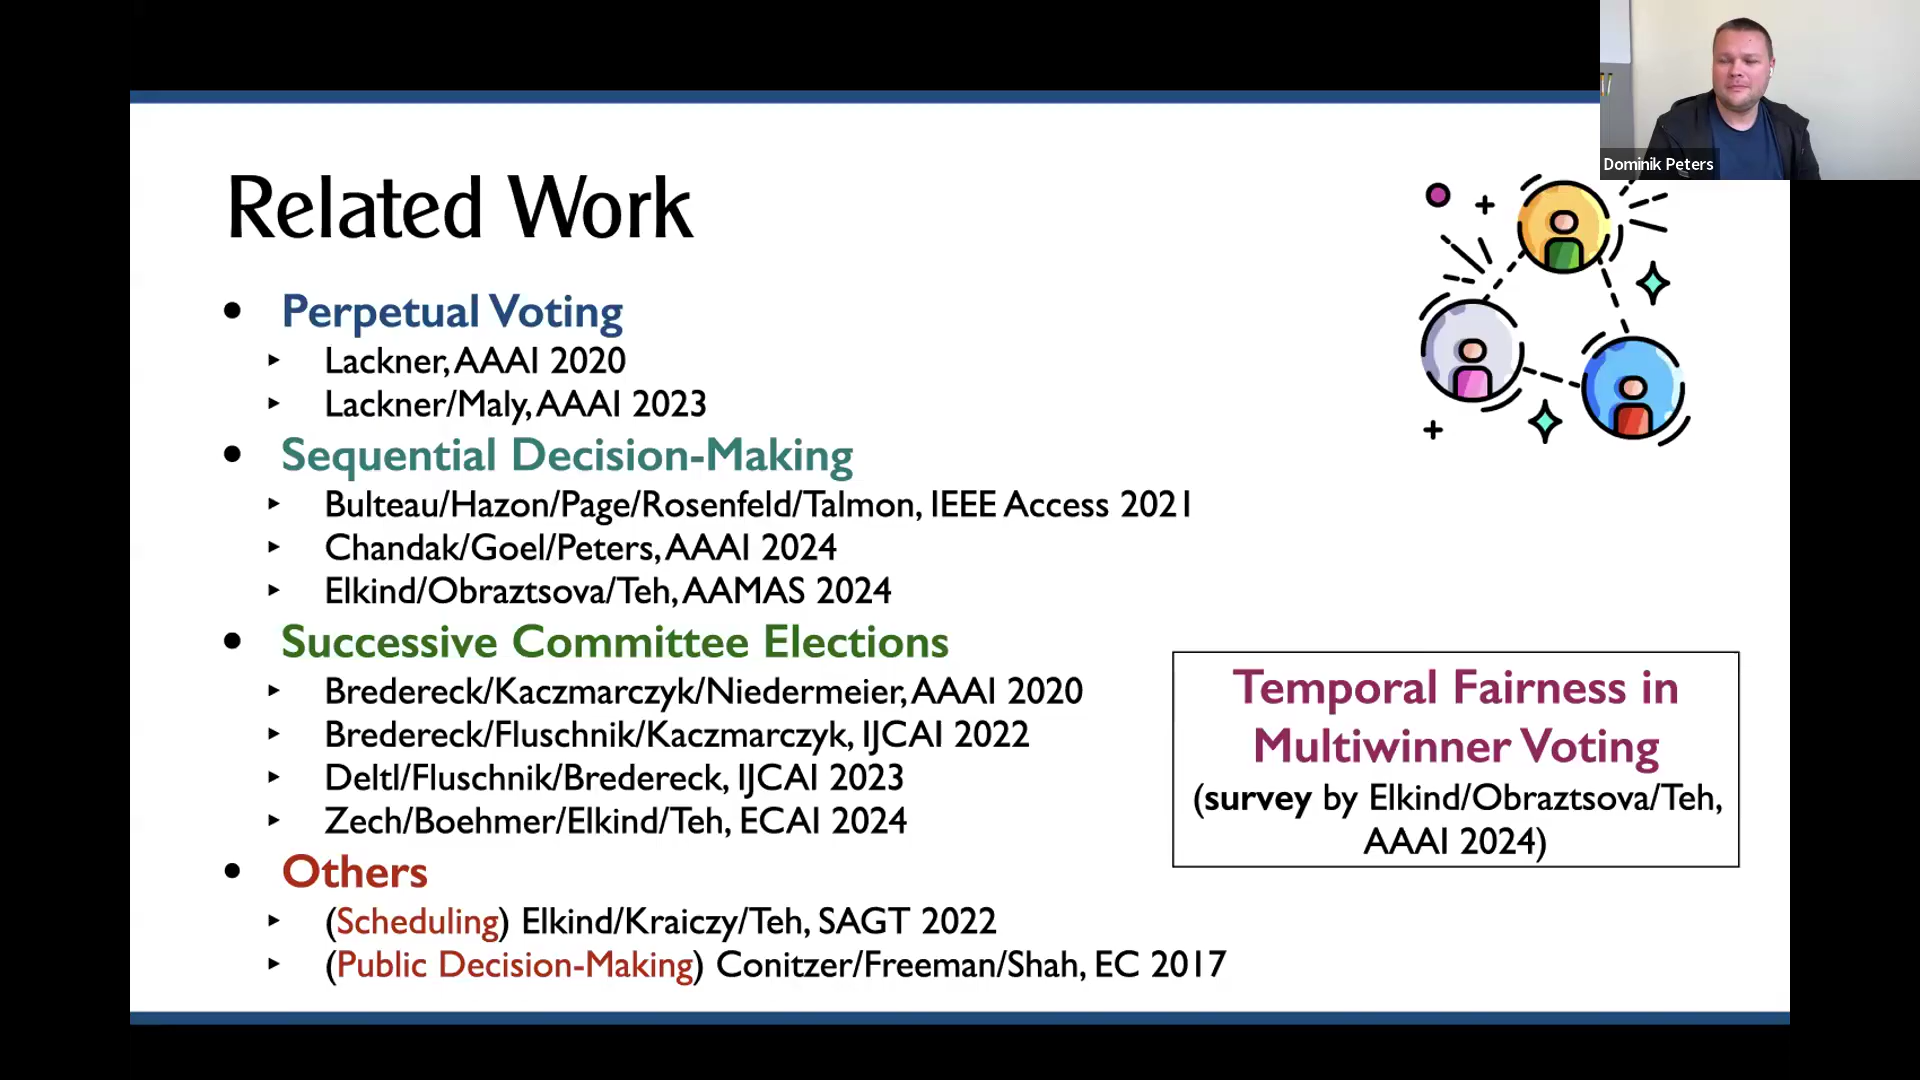 Dominik Peters
Related Work
• Perpetual Voting
‣ Lackner, AAAI 2020
‣ Lackner/Maly, AAAI 2023
• Sequential Decision-Making
‣ Bulteau/Hazon/Page/Rosenfeld/Talmon, IEEE Access 2021
‣ Chandak/Goel/Peters, AAAI 2024
‣ Elkind/Obraztsova/Teh, AAMAS 2024
• Successive Committee Elections
‣ Bredereck/Kaczmarczyk/Niedermeier, AAAI 2020
‣ Bredereck/Fluschnik/Kaczmarczyk, IJCAI 2022
‣ Deltl/Fluschnik/Bredereck, IJCAI 2023
‣ Zech/Boehmer/Elkind/Teh, ECAI 2024
• Others
‣ (Scheduling) Elkind/Kraiczy/Teh, SAGT 2022
‣ (Public Decision-Making) Conitzer/Freeman/Shah, EC 2017
Temporal Fairness in
Multiwinner Voting
(survey by Elkind/Obraztsova/Teh,
AAAI 2024)